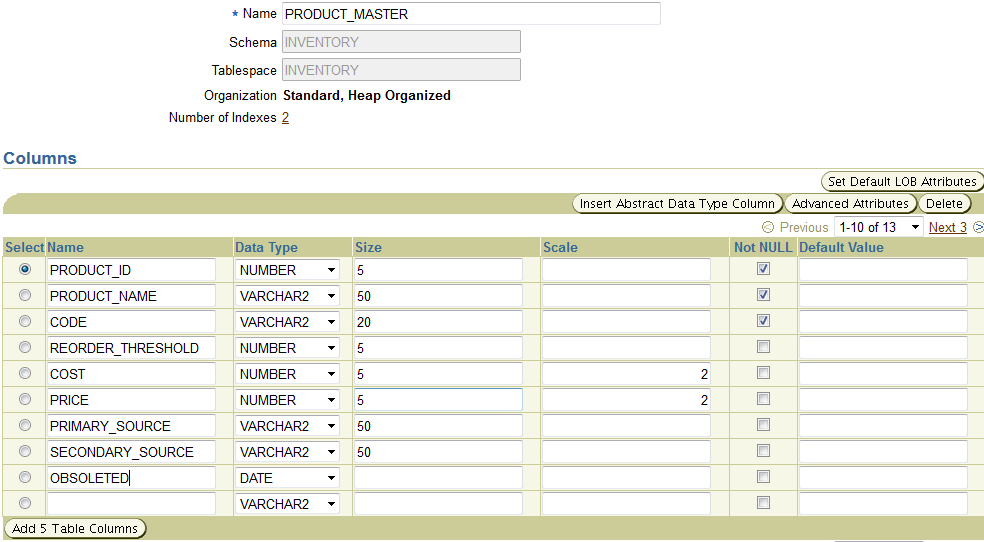 * Name PRODUCT_MASTER
Schema INVENTORY
Tablespace INVENTORY
Organization Standard, Heap Organized
Number of Indexes 2
Columns
Set Default LOB Attributes
Insert Abstract Data Type Column Advanced Attributes Delete
Previous 1-10 of 13 Next 3
Select Name Data Type Size Scale Not NULL Default Value
PRODUCT_ID NUMBER 5
PRODUCT_NAME VARCHAR2 50
CODE VARCHAR2 20
REORDER_THRESHOLD NUMBER 5
COST NUMBER 5 2
PRICE NUMBER 5 2
PRIMARY_SOURCE VARCHAR2 50
SECONDARY_SOURCE VARCHAR2 50
OBSOLETED DATE
VARCHAR2
Add 5 Table Columns